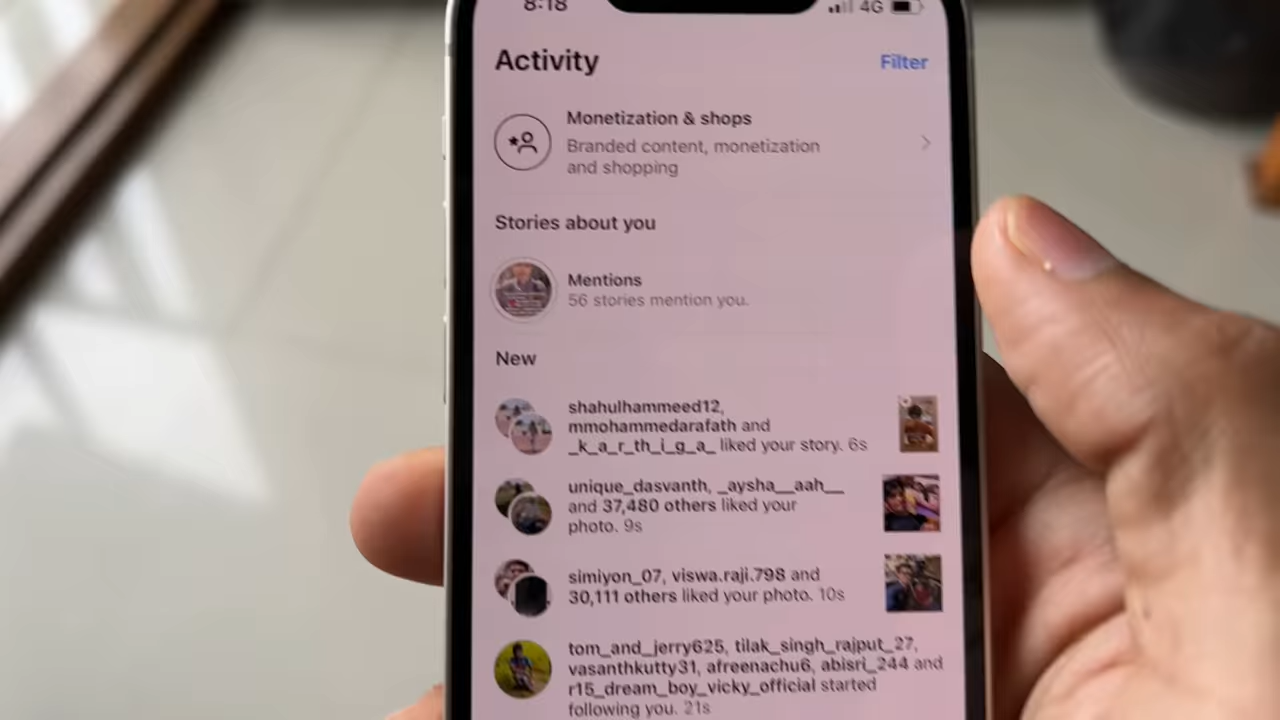 8:18
4G
Activity
Filter
Monetization & shops
Branded content, monetization
and shopping
Stories about you
Mentions
56 stories mention you.
New
shahulhammeed12,
mmohammedarafath and
_k_a_r_th_i_g_a_ liked your story. 6s
unique_dasvanth, _aysha__aah__
and 37,480 others liked your
photo. 9s
simiyon_07, viswa.raji.798 and
30,111 others liked your photo. 10s
tom_and_jerry625, tilak_singh_rajput_27,
vasanthkutty31, afreenachu6, abisri_244 and
r15_dream_boy_vicky_official started
following you. 21s